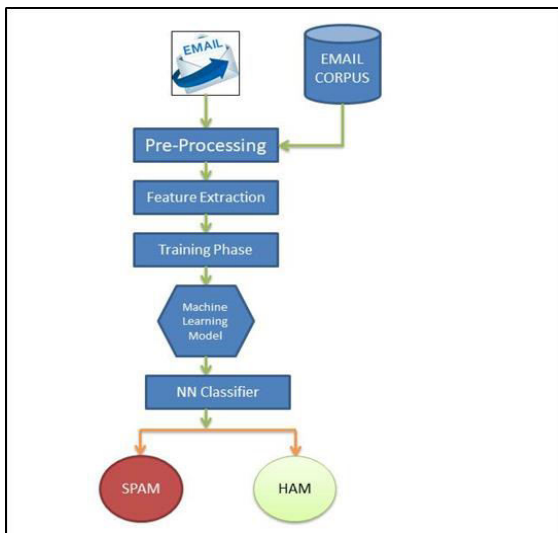 EMAIL
EMAIL
CORPUS
Pre-Processing
Feature Extraction
Training Phase
Machine
Learning
Model
NN Classifier
SPAM
HAM